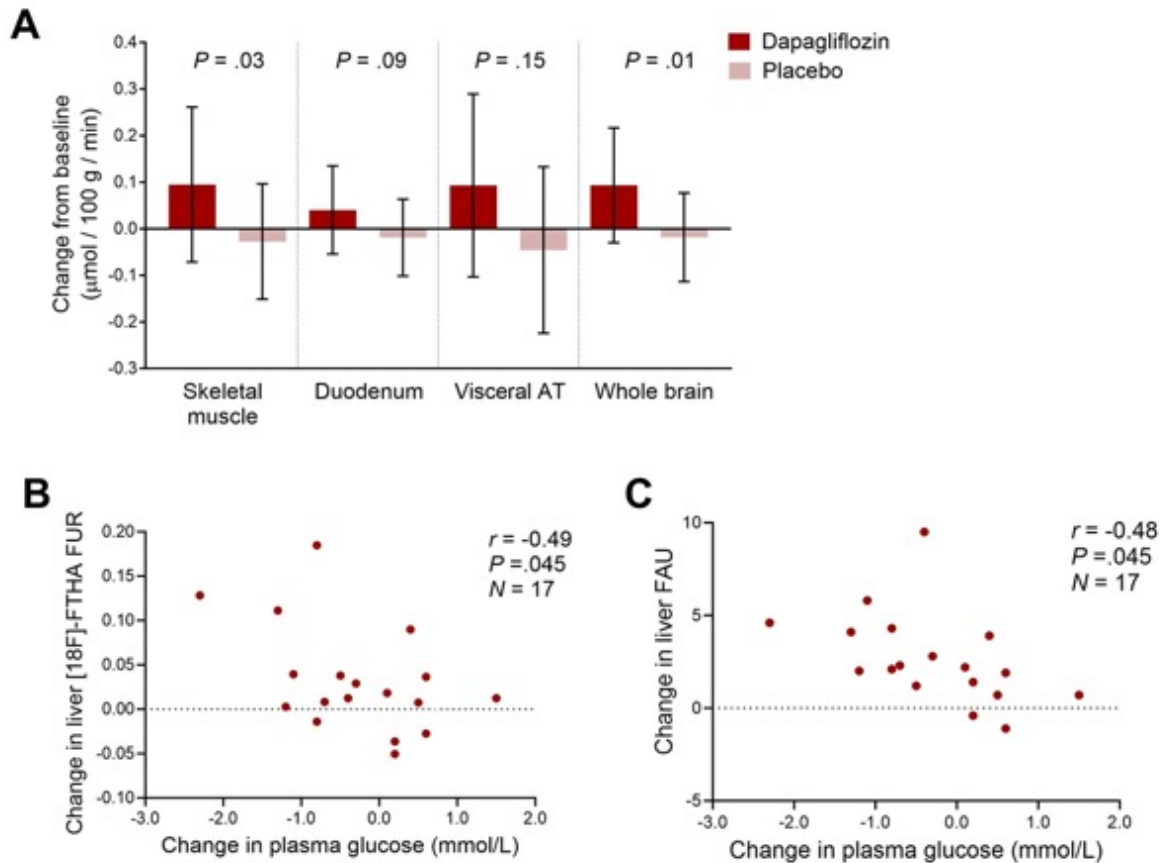 A
Dapagliflozin
Placebo
P = .03
P = .09
P = .15
P = .01
Change from baseline
(μmol / 100 g / min)
0.4
0.3
0.2
0.1
0.0
-0.1
-0.2
-0.3
Skeletal
muscle
Duodenum
Visceral AT
Whole brain
B
Change in liver [18F]-FTHA FUR
0.20
0.15
0.10
0.05
0.00
-0.05
-0.10
r = -0.49
P =.045
N = 17
-3.0
-2.0
-1.0
0.0
1.0
2.0
Change in plasma glucose (mmol/L)
C
Change in liver FAU
10
5
0
-5
r = -0.48
P =.045
N = 17
-3.0
-2.0
-1.0
0.0
1.0
2.0
Change in plasma glucose (mmol/L)